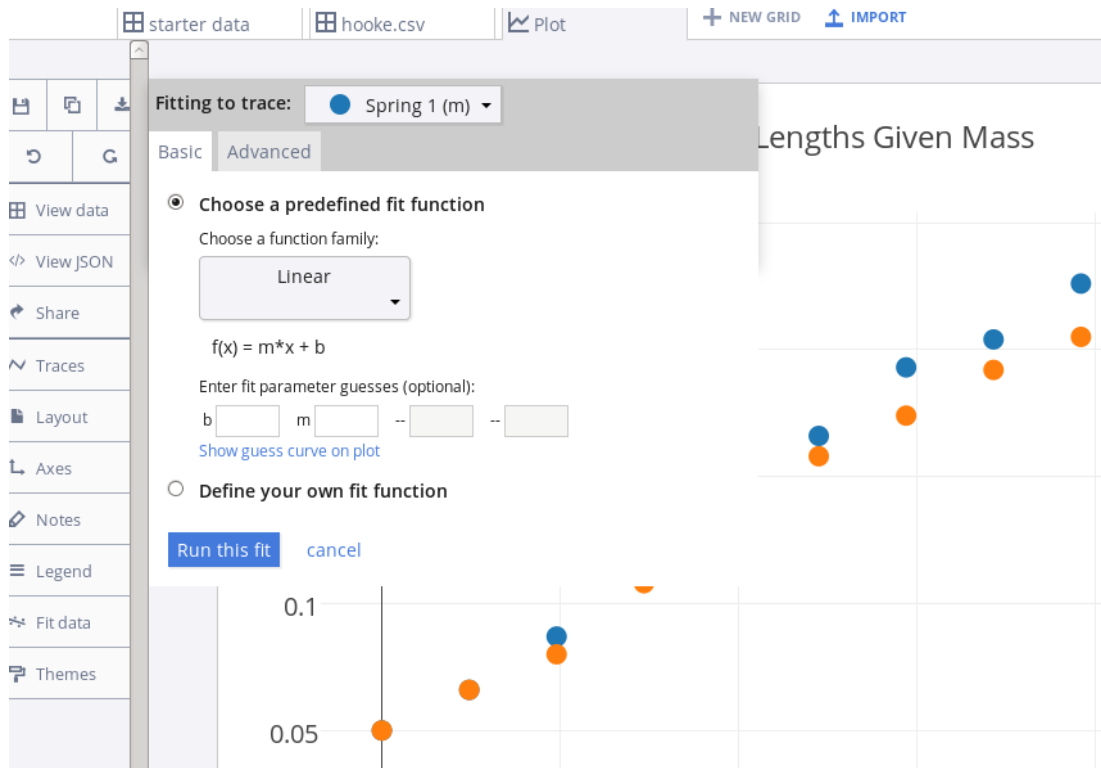 starter data
hooke.csv
Plot
NEW GRID
IMPORT
Fitting to trace:
Spring 1 (m)
Lengths Given Mass
Basic
Advanced
Choose a predefined fit function
Choose a function family:
Linear
f(x) = m*x + b
Enter fit parameter guesses (optional):
b m -- --
Show guess curve on plot
Define your own fit function
Run this fit
cancel
View data
</> View JSON
Share
Traces
Layout
Axes
Notes
Legend
Fit data
Themes
0.1
0.05